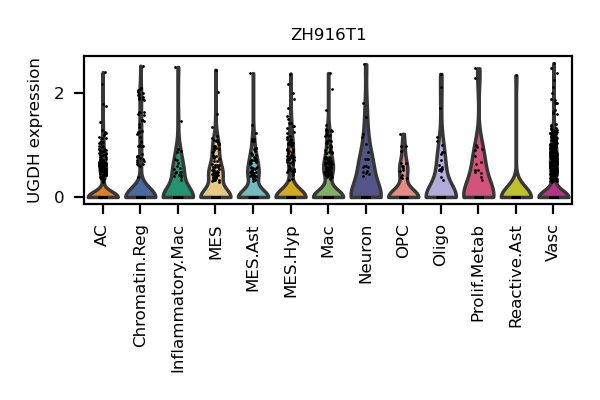 ZH916T1
UGDH expression
2
0
AC
Chromatin.Reg
Inflammatory.Mac
MES
MES.Ast
MES.Hyp
Mac
Neuron
OPC
Oligo
Prolif.Metab
Reactive.Ast
Vasc